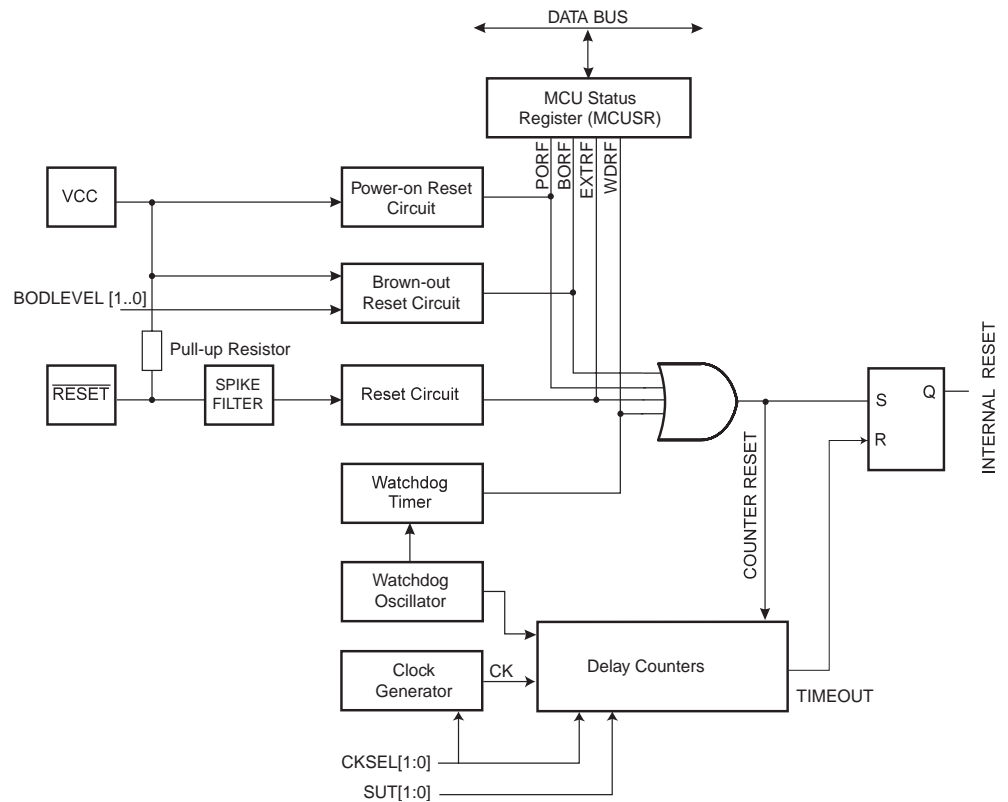 DATA BUS
MCU Status
Register (MCUSR)
PORF
BORF
EXTRF
WDRF
VCC
Power-on Reset
Circuit
Brown-out
Reset Circuit
BODLEVEL [1..0]
Pull-up Resistor
RESET
SPIKE
FILTER
Reset Circuit
S
Q
R
INTERNAL RESET
Watchdog
Timer
COUNTER RESET
Watchdog
Oscillator
Clock
Generator
CK
Delay Counters
TIMEOUT
CKSEL[1:0]
SUT[1:0]